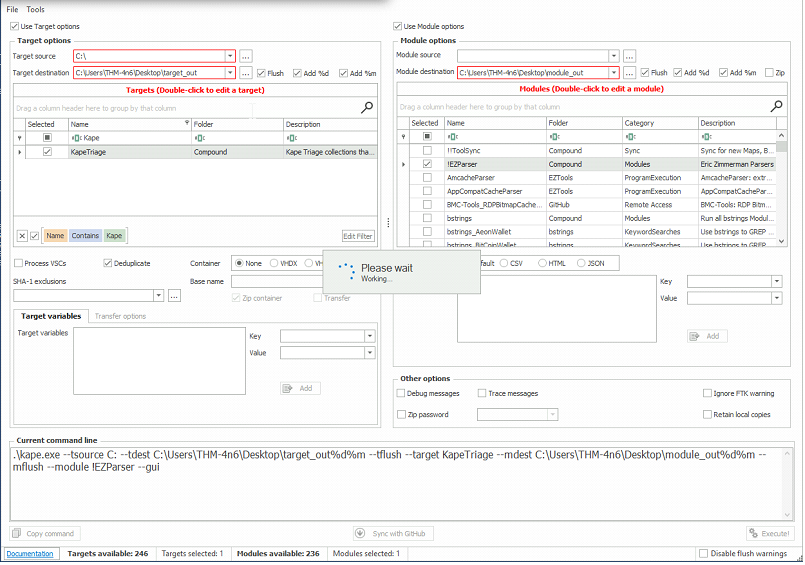 File Tools
Use Target options
Use Module options
Target options
Module options
Target source C:\ ...
Module source ...
Target destination C:\Users\THM-4n6\Desktop\target_out ... Flush Add %d Add %m
Module destination C:\Users\THM-4n6\Desktop\module_out ... Flush Add %d Add %m Zip
Targets (Double-click to edit a target)
Modules (Double-click to edit a module)
Drag a column header here to group by that column
Drag a column header here to group by that column
Selected Name Folder Description
Kape
KapeTriage Compound Kape Triage collections tha...
Selected Name Folder Category Description
!!ToolSync Compound Sync Sync for new Maps, B...
!EZParser Compound Modules Eric Zimmerman Parsers
AmcacheParser EZTools ProgramExecution AmcacheParser: extr...
AppCompatCacheParser EZTools ProgramExecution AppCompatCachePars...
BMC-Tools_RDPBitmapCache... GitHub Remote Access BMC-Tools: RDP Bitm...
bstrings Compound Modules Run all bstrings Modul...
bstrings_AeonWallet bstrings KeywordSearches Use bstrings to GREP ...
bstrings_BitCoinWallet bstrings KeywordSearches Use bstrings to GREP
Name Contains Kape Edit Filter
Process VSCs Deduplicate Container None VHDX
Please wait
Working...
CSV HTML JSON
SHA-1 exclusions
...
Base name
Zip container Transfer
Key
Value
Add
Target variables Transfer options
Target variables
Key
Value
Add
Other options
Debug messages Trace messages Ignore FTK warning
Zip password Retain local copies
Current command line
.\kape.exe --tsource C: --tdest C:\Users\THM-4n6\Desktop\target_out%d%m --tflush --target KapeTriage --mdest C:\Users\THM-4n6\Desktop\module_out%d%m --
mflush --module !EZParser --gui
Copy command Sync with GitHub Execute!
Documentation Targets available: 246 Targets selected: 1 Modules available: 236 Modules selected: 1 Disable flush warnings